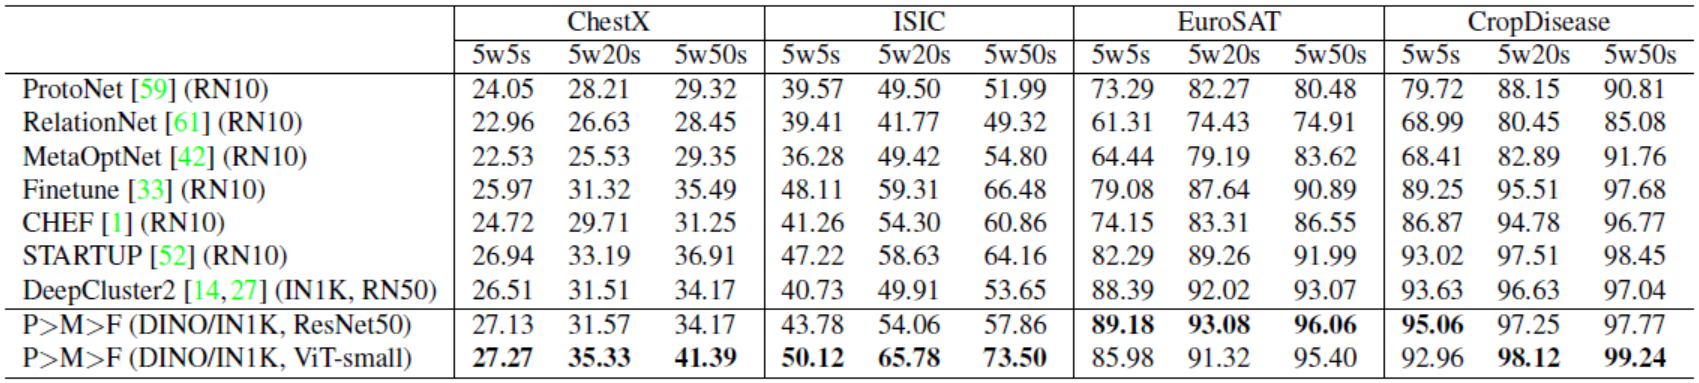 ChestX ISIC EuroSAT CropDisease
5w5s 5w20s 5w50s 5w5s 5w20s 5w50s 5w5s 5w20s 5w50s 5w5s 5w20s 5w50s
ProtoNet [59] (RN10) 24.05 28.21 29.32 39.57 49.50 51.99 73.29 82.27 80.48 79.72 88.15 90.81
RelationNet [61] (RN10) 22.96 26.63 28.45 39.41 41.77 49.32 61.31 74.43 74.91 68.99 80.45 85.08
MetaOptNet [42] (RN10) 22.53 25.53 29.35 36.28 49.42 54.80 64.44 79.19 83.62 68.41 82.89 91.76
Finetune [33] (RN10) 25.97 31.32 35.49 48.11 59.31 66.48 79.08 87.64 90.89 89.25 95.51 97.68
CHEF [1] (RN10) 24.72 29.71 31.25 41.26 54.30 60.86 74.15 83.31 86.55 86.87 94.78 96.77
STARTUP [52] (RN10) 26.94 33.19 36.91 47.22 58.63 64.16 82.29 89.26 91.99 93.02 97.51 98.45
DeepCluster2 [14,27] (IN1K, RN50) 26.51 31.51 34.17 40.73 49.91 53.65 88.39 92.02 93.07 93.63 96.63 97.04
P>M>F (DINO/IN1K, ResNet50) 27.13 31.57 34.17 43.78 54.06 57.86 89.18 93.08 96.06 95.06 97.25 97.77
P>M>F (DINO/IN1K, ViT-small) 27.27 35.33 41.39 50.12 65.78 73.50 85.98 91.32 95.40 92.96 98.12 99.24